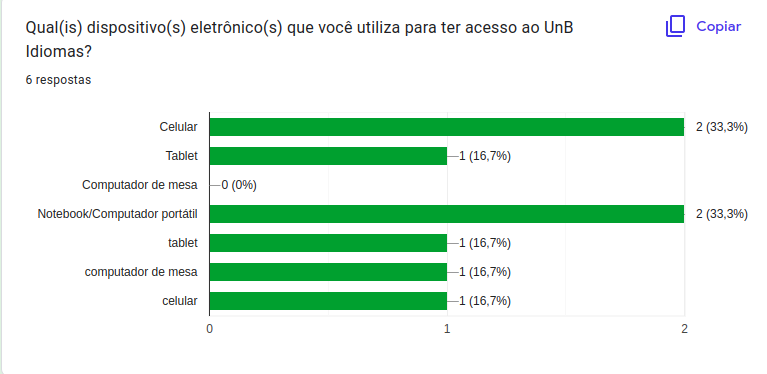 Qual(is) dispositivo(s) eletrônico(s) que você utiliza para ter acesso ao UnB
Idiomas?
Copiar
6 respostas
Celular
2 (33,3%)
Tablet
1 (16,7%)
Computador de mesa
0 (0%)
Notebook/Computador portátil
2 (33,3%)
tablet
1 (16,7%)
computador de mesa
1 (16,7%)
celular
1 (16,7%)
0
1
2